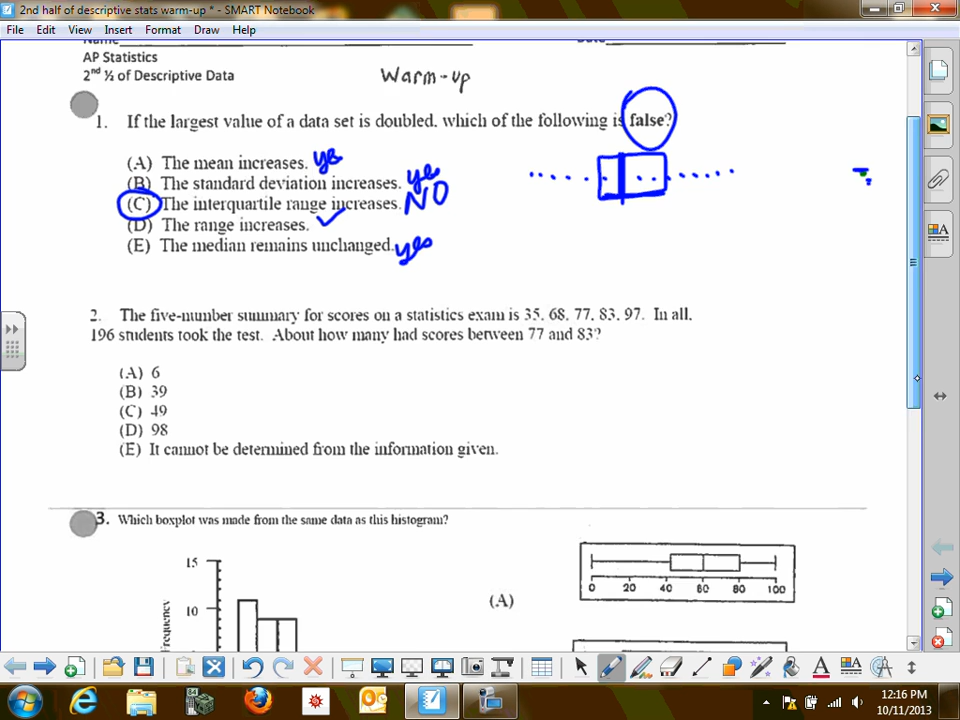 2nd half of descriptive stats warm-up * - SMART Notebook
File Edit View Insert Format Draw Help
AP Statistics
2nd ½ of Descriptive Data
Warm-up
1. If the largest value of a data set is doubled, which of the following is false?
(A) The mean increases. yes
(B) The standard deviation increases. yes
(C) The interquartile range increases. NO
(D) The range increases.
(E) The median remains unchanged. yes
2. The five-number summary for scores on a statistics exam is 35, 68, 77, 83, 97. In all,
196 students took the test. About how many had scores between 77 and 83?
(A) 6
(B) 39
(C) 49
(D) 98
(E) It cannot be determined from the information given.
3. Which boxplot was made from the same data as this histogram?
15
10
Frequency
(A)
0 20 40 60 80 100
12:16 PM
10/11/2013